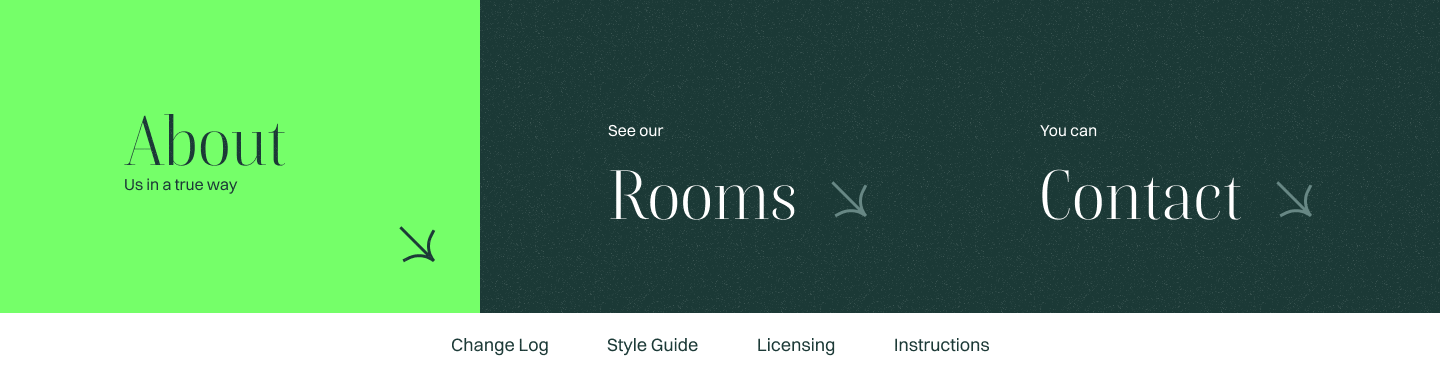 About
Us in a true way
See our
Rooms
You can
Contact
Change Log
Style Guide
Licensing
Instructions